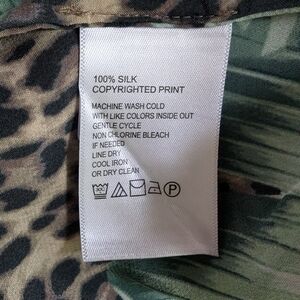 100% SILK
COPYRIGHTED PRINT
MACHINE WASH COLD
WITH LIKE COLORS INSIDE OUT
GENTLE CYCLE
NON CHLORINE BLEACH
IF NEEDED
LINE DRY
COOL IRON
OR DRY CLEAN
P